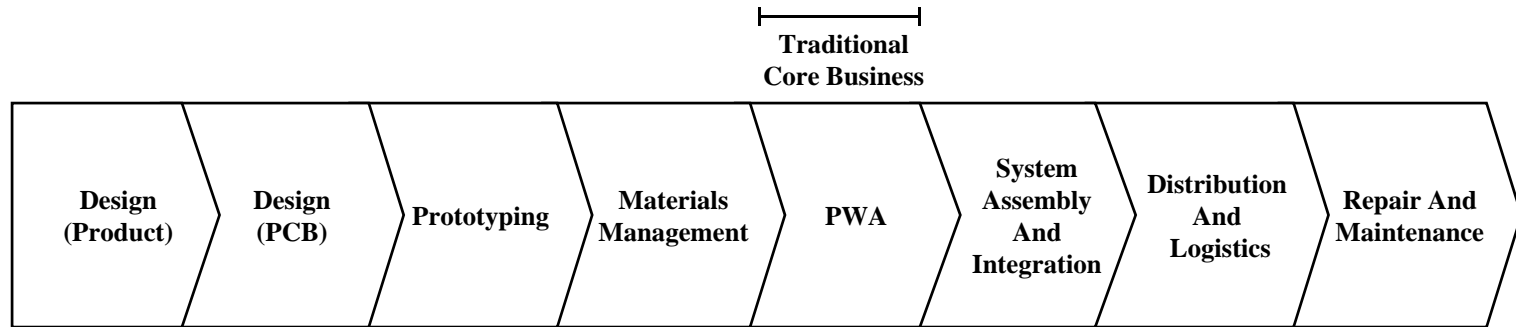 Traditional
Core Business
Design
(Product)
Design
(PCB)
Prototyping
Materials
Management
PWA
System
Assembly
And
Integration
Distribution
And
Logistics
Repair And
Maintenance